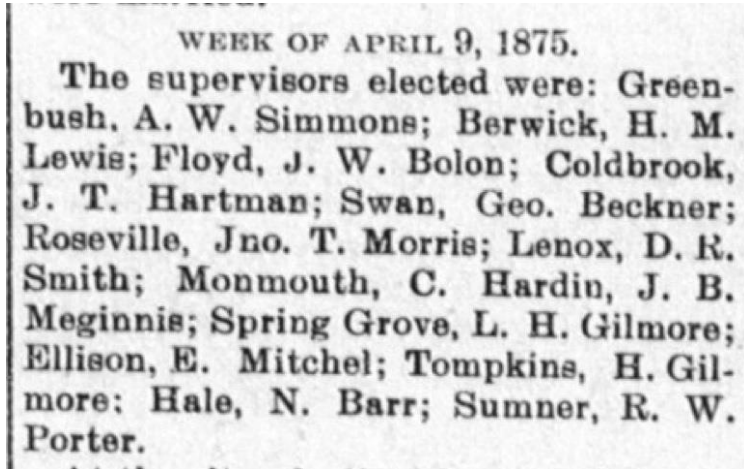 WEEK OF APRIL 9, 1875.
The supervisors elected were: Green-
bush, A. W. Simmons; Berwick, H. M.
Lewis; Floyd, J. W. Bolon; Coldbrook,
J. T. Hartman; Swan, Geo. Beckner;
Roseville, Jno. T. Morris; Lenox, D. R.
Smith; Monmouth, C. Hardin, J. B.
Meginnis; Spring Grove, L. H. Gilmore;
Ellison, E. Mitchel; Tompkins, H. Gil-
more: Hale, N. Barr; Sumner, R. W.
Porter.